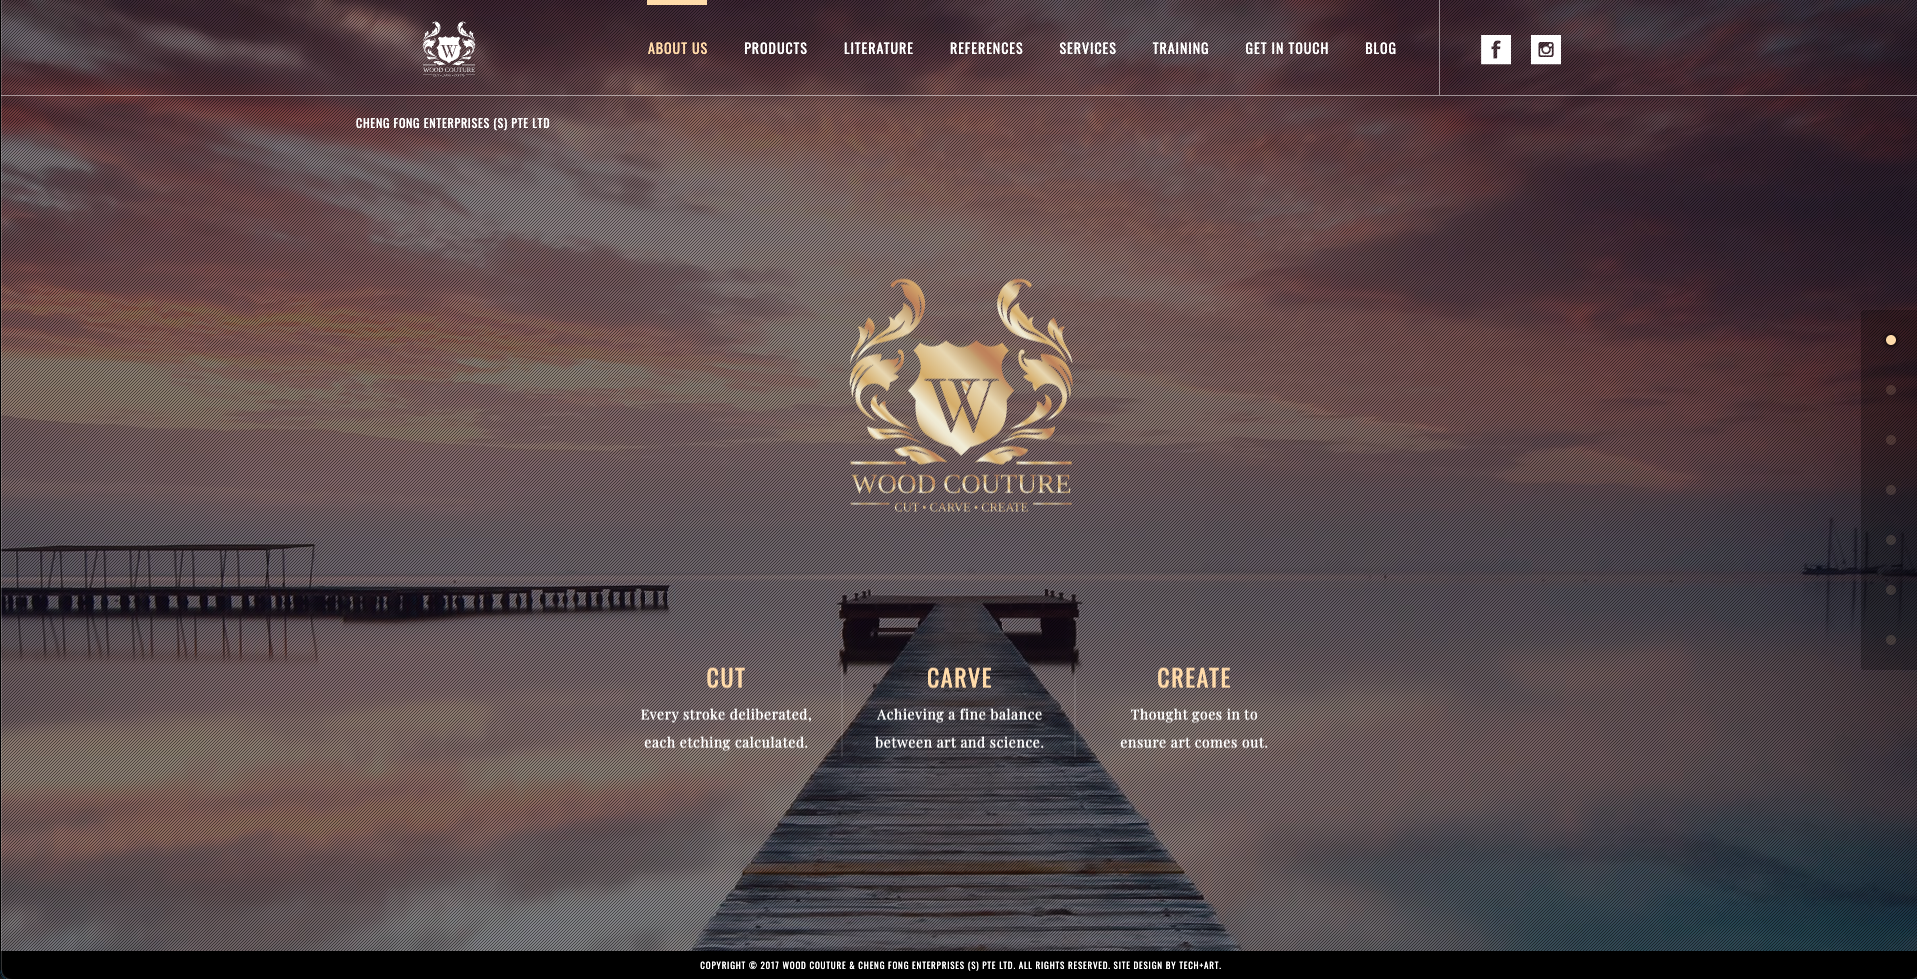 W
WOOD COUTURE
ABOUT US PRODUCTS LITERATURE REFERENCES SERVICES TRAINING GET IN TOUCH BLOG
CHENG FONG ENTERPRISES (S) PTE LTD
W
WOOD COUTURE
CUT • CARVE • CREATE
CUT
Every stroke deliberated,
each etching calculated.
CARVE
Achieving a fine balance
between art and science.
CREATE
Thought goes in to
ensure art comes out.
COPYRIGHT © 2017 WOOD COUTURE & CHENG FONG ENTERPRISES (S) PTE LTD. ALL RIGHTS RESERVED. SITE DESIGN BY TECH+ART.